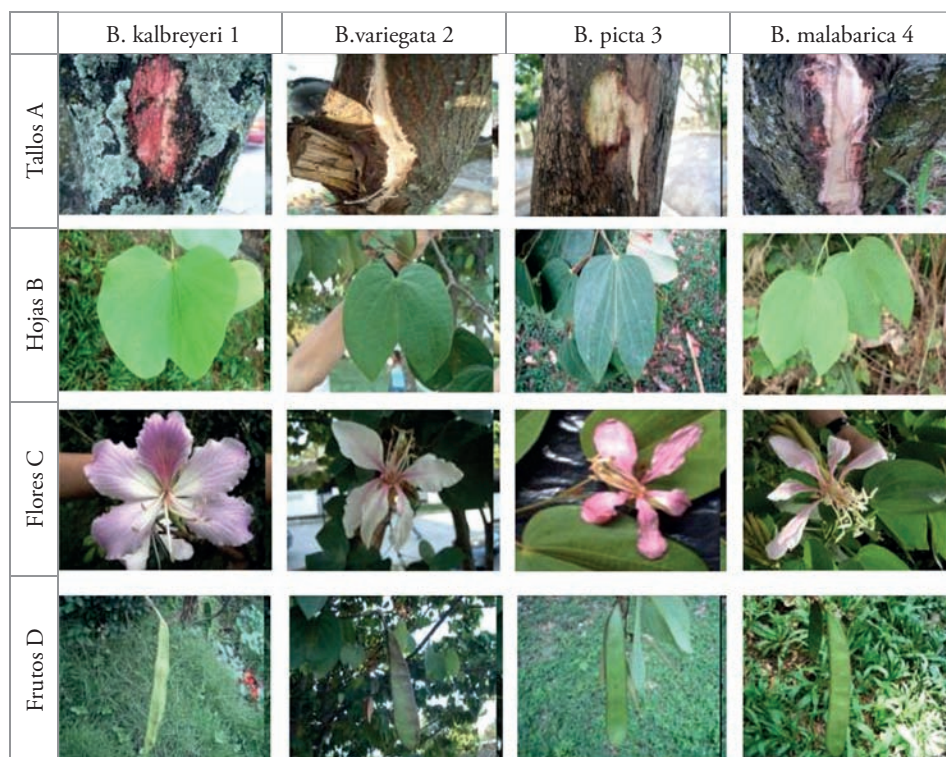 B. kalbreyeri 1
B.variegata 2
B. picta 3
B. malabarica 4
Tallos A
Hojas B
Flores C
Frutos D